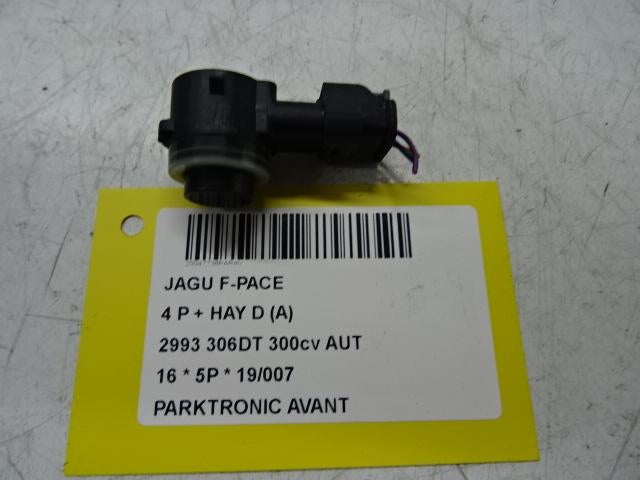 JAGU F-PACE
4 P + HAY D (A)
2993 306DT 300cv AUT
16 * 5P * 19/007
PARKTRONIC AVANT